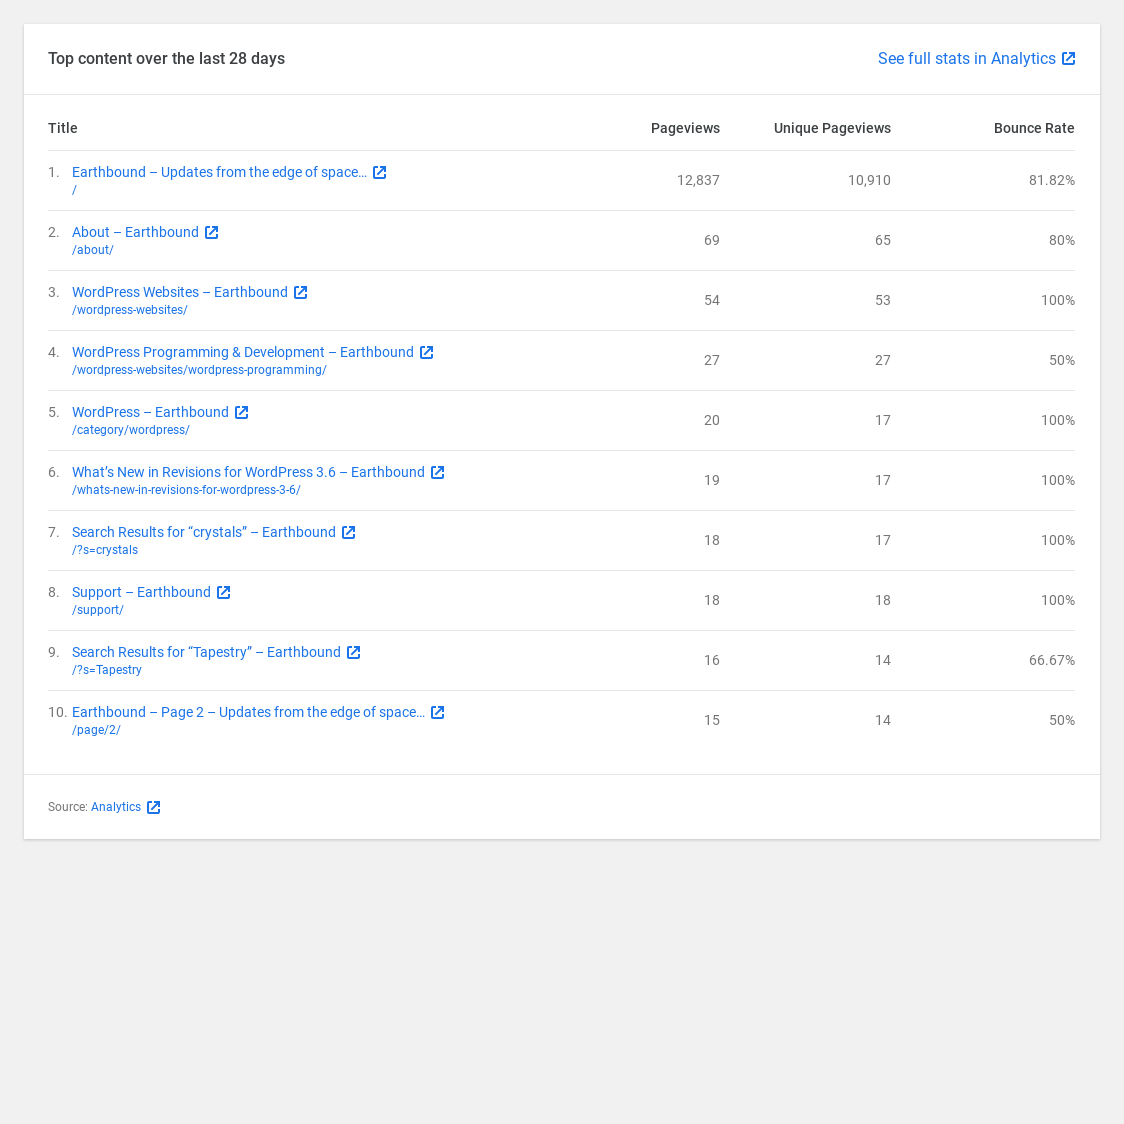 Top content over the last 28 days
See full stats in Analytics
Title Pageviews Unique Pageviews Bounce Rate
1. Earthbound – Updates from the edge of space… 12,837 10,910 81.82%
/
2. About – Earthbound 69 65 80%
/about/
3. WordPress Websites – Earthbound 54 53 100%
/wordpress-websites/
4. WordPress Programming & Development – Earthbound 27 27 50%
/wordpress-websites/wordpress-programming/
5. WordPress – Earthbound 20 17 100%
/category/wordpress/
6. What’s New in Revisions for WordPress 3.6 – Earthbound 19 17 100%
/whats-new-in-revisions-for-wordpress-3-6/
7. Search Results for “crystals” – Earthbound 18 17 100%
/?s=crystals
8. Support – Earthbound 18 18 100%
/support/
9. Search Results for “Tapestry” – Earthbound 16 14 66.67%
/?s=Tapestry
10. Earthbound – Page 2 – Updates from the edge of space… 15 14 50%
/page/2/
Source: Analytics